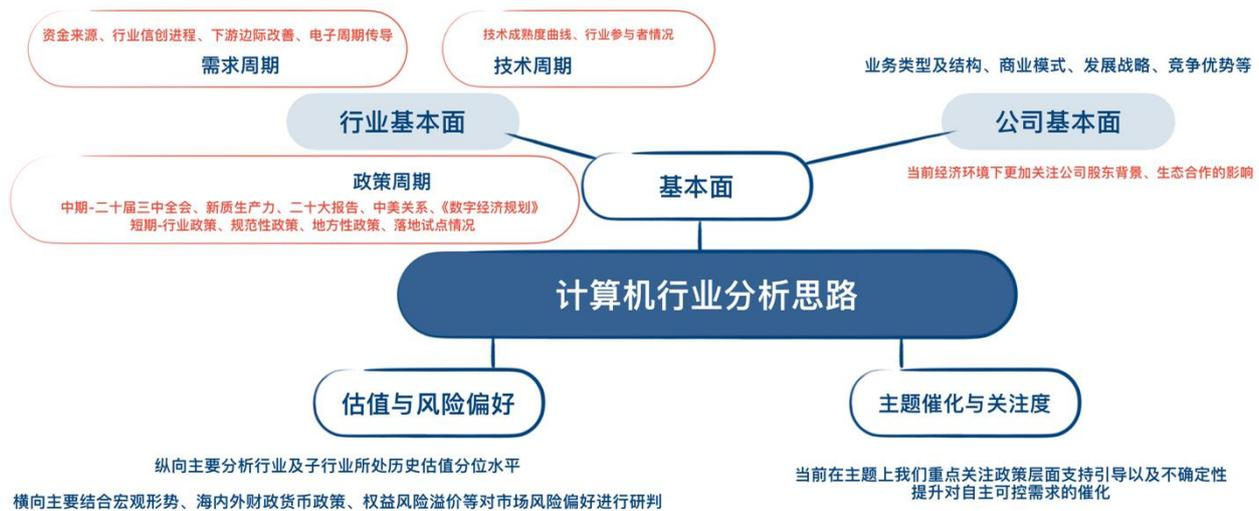 资金来源、行业信创进程、下游边际改善、电子周期传导
需求周期
技术成熟度曲线、行业参与者情况
技术周期
业务类型及结构、商业模式、发展战略、竞争优势等
行业基本面
公司基本面
基本面
当前经济环境下更加关注公司股东背景、生态合作的影响
政策周期
中期-二十届三中全会、新质生产力、二十大报告、中美关系、《数字经济规划》
短期-行业政策、规范性政策、地方性政策、落地试点情况
计算机行业分析思路
估值与风险偏好
主题催化与关注度
纵向主要分析行业及子行业所处历史估值分位水平
横向主要结合宏观形势、海内外财政货币政策、权益风险溢价等对市场风险偏好进行研判
当前在主题上我们重点关注政策层面支持引导以及不确定性
提升对自主可控需求的催化